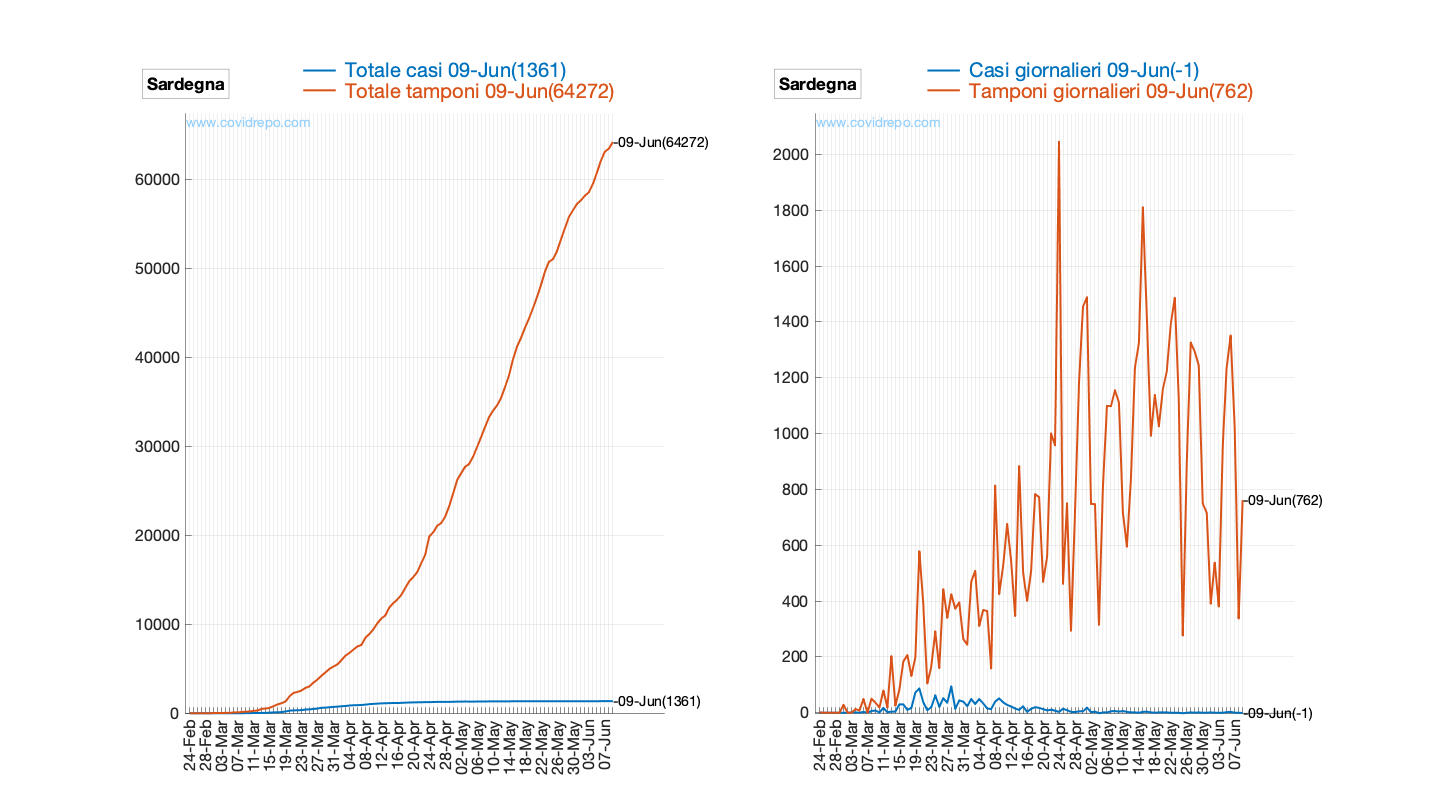 Sardegna
Totale casi 09-Jun(1361)
Totale tamponi 09-Jun(64272)
www.covidrepo.com
-09-Jun(64272)
60000
50000
40000
30000
20000
10000
0
-09-Jun(1361)
24-Feb
28-Feb
03-Mar
07-Mar
11-Mar
15-Mar
19-Mar
23-Mar
27-Mar
31-Mar
04-Apr
08-Apr
12-Apr
16-Apr
20-Apr
24-Apr
28-Apr
02-May
06-May
10-May
14-May
18-May
22-May
26-May
30-May
03-Jun
07-Jun
Sardegna
Casi giornalieri 09-Jun(-1)
Tamponi giornalieri 09-Jun(762)
www.covidrepo.com
2000
1800
1600
1400
1200
1000
800
600
400
200
0
-09-Jun(762)
-09-Jun(-1)
24-Feb
28-Feb
03-Mar
07-Mar
11-Mar
15-Mar
19-Mar
23-Mar
27-Mar
31-Mar
04-Apr
08-Apr
12-Apr
16-Apr
20-Apr
24-Apr
28-Apr
02-May
06-May
10-May
14-May
18-May
22-May
26-May
30-May
03-Jun
07-Jun